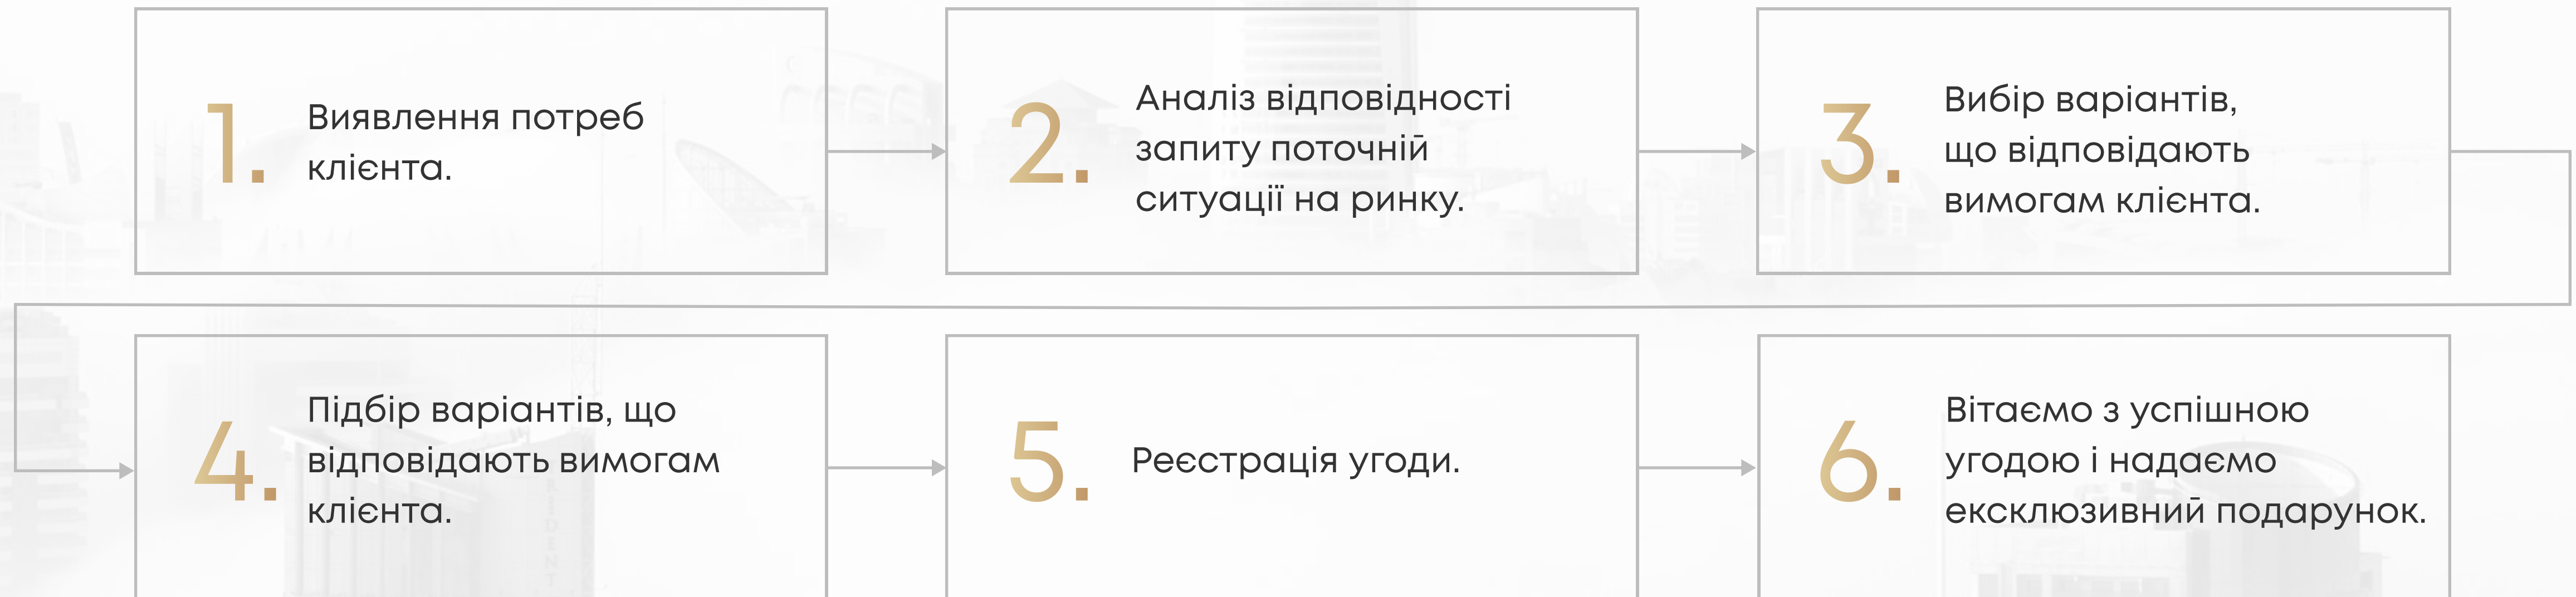 1.
Виявлення потреб
клієнта.
2.
Аналіз відповідності
запиту поточній
ситуації на ринку.
3.
Вибір варіантів,
що відповідають
вимогам клієнта.
4.
Підбір варіантів, що
відповідають вимогам
клієнта.
5.
Реєстрація угоди.
6.
Вітаємо з успішною
угодою і надаємо
ексклюзивний подарунок.